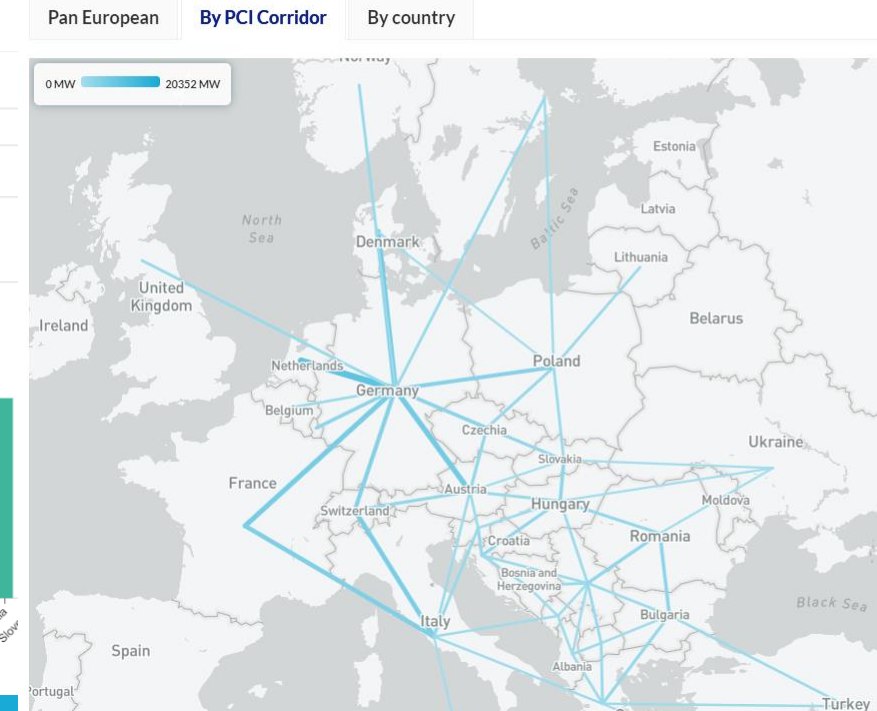 Pan European
By PCI Corridor
By country
Norway
0 MW
20352 MW
Estonia
North
Sea
Baltic Sea
Latvia
Denmark
Lithuania
United
Kingdom
Ireland
Belarus
Netherlands
Poland
Germany
Belgium
Czechia
Ukraine
Slovakia
France
Austria
Moldova
Switzerland
Hungary
Romania
Croatia
Bosnia and
Herzegovina
Black Sea
Italy
Bulgaria
Spain
Albania
Portugal
Turkey